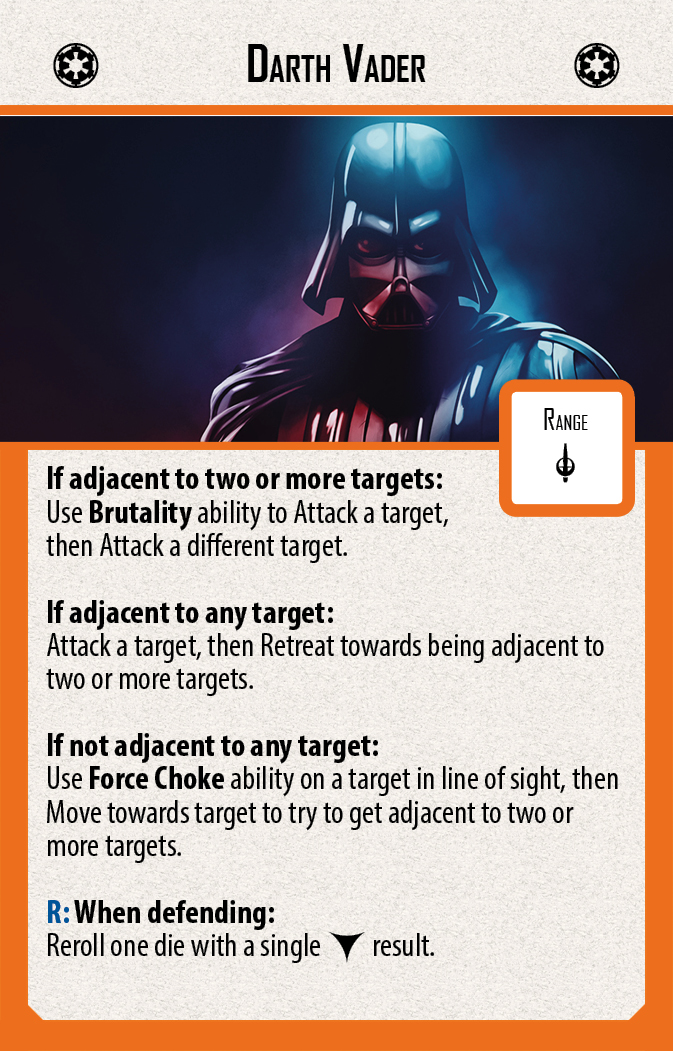 Darth Vader
Range
If adjacent to two or more targets:
Use Brutality ability to Attack a target,
then Attack a different target.
If adjacent to any target:
Attack a target, then Retreat towards being adjacent to
two or more targets.
If not adjacent to any target:
Use Force Choke ability on a target in line of sight, then
Move towards target to try to get adjacent to two or
more targets.
R: When defending:
Reroll one die with a single result.